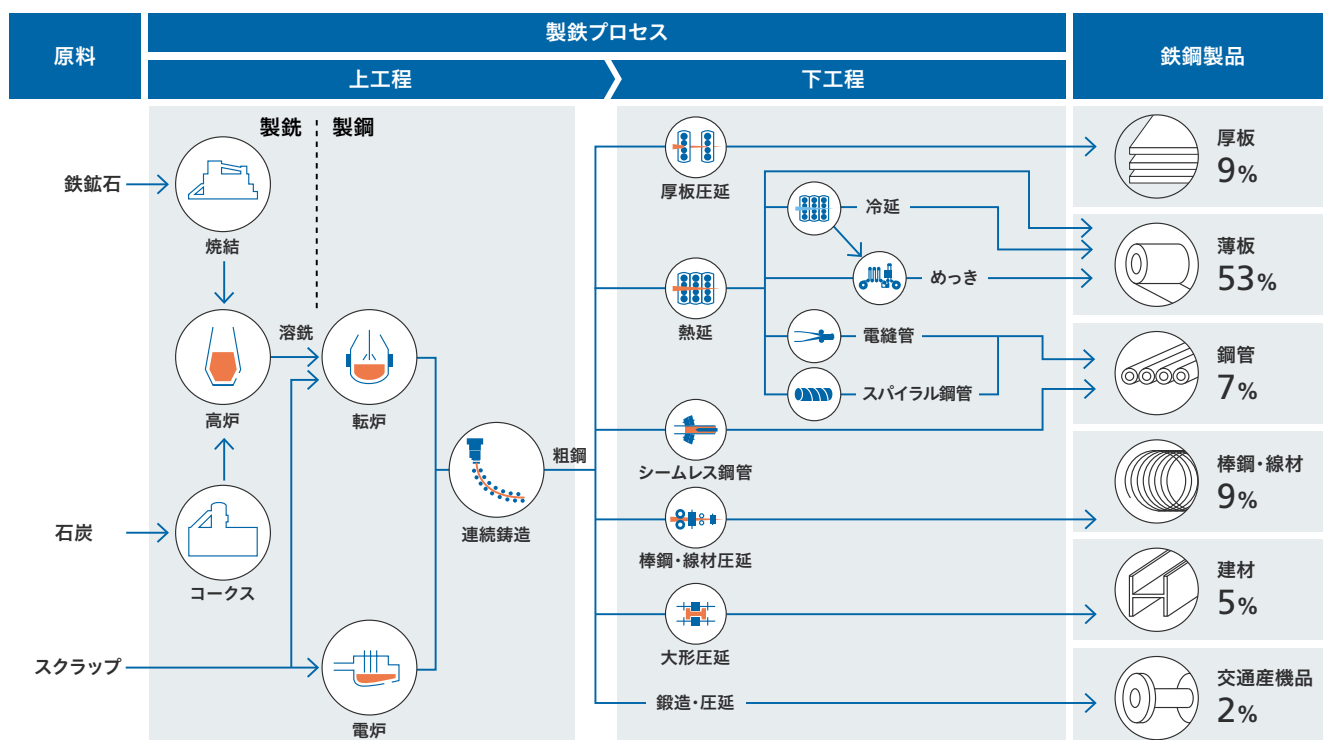 原料
製鉄プロセス
上工程
下工程
鉄鋼製品
製銑
製鋼
鉄鉱石
焼結
溶銑
高炉
転炉
石炭
コークス
スクラップ
電炉
連続鋳造
粗鋼
厚板圧延
冷延
めっき
熱延
電縫管
スパイラル鋼管
シームレス鋼管
棒鋼・線材圧延
大形圧延
鍛造・圧延
厚板
9%
薄板
53%
鋼管
7%
棒鋼・線材
9%
建材
5%
交通産機品
2%